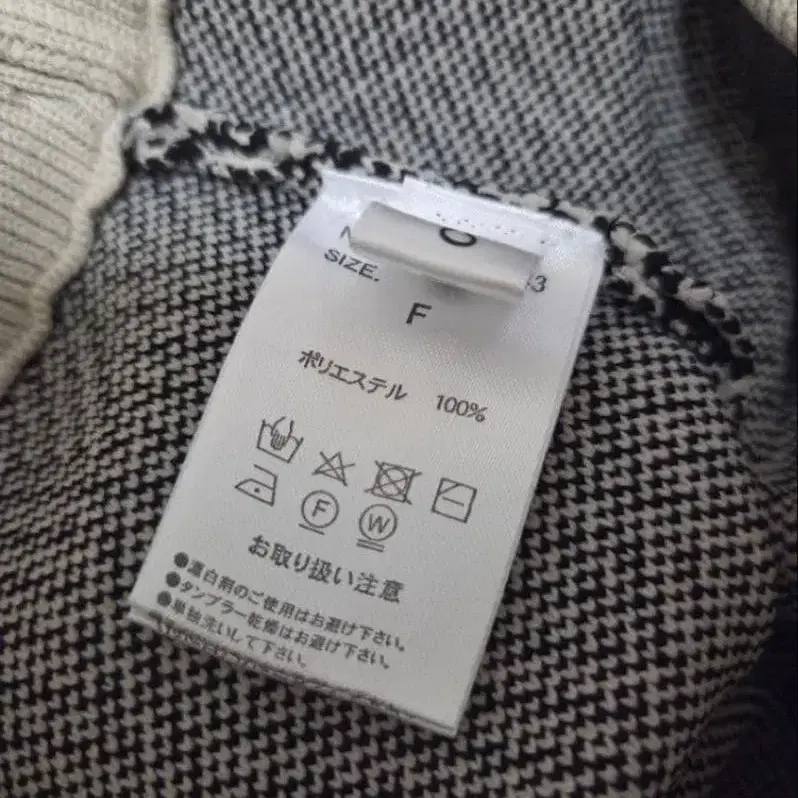 SIZE.
F
ポリエステル 100%
F W
お取り扱い注意
●漂白剤のご使用はお避け下さい。
●タンブラー乾燥はお避け下さい。
●単独洗いして下さい。